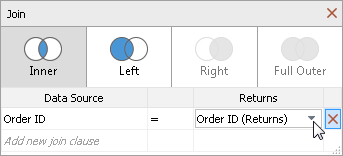 Join
Inner Left Right Full Outer
Data Source Returns
Order ID = Order ID (Returns)
Add new join clause